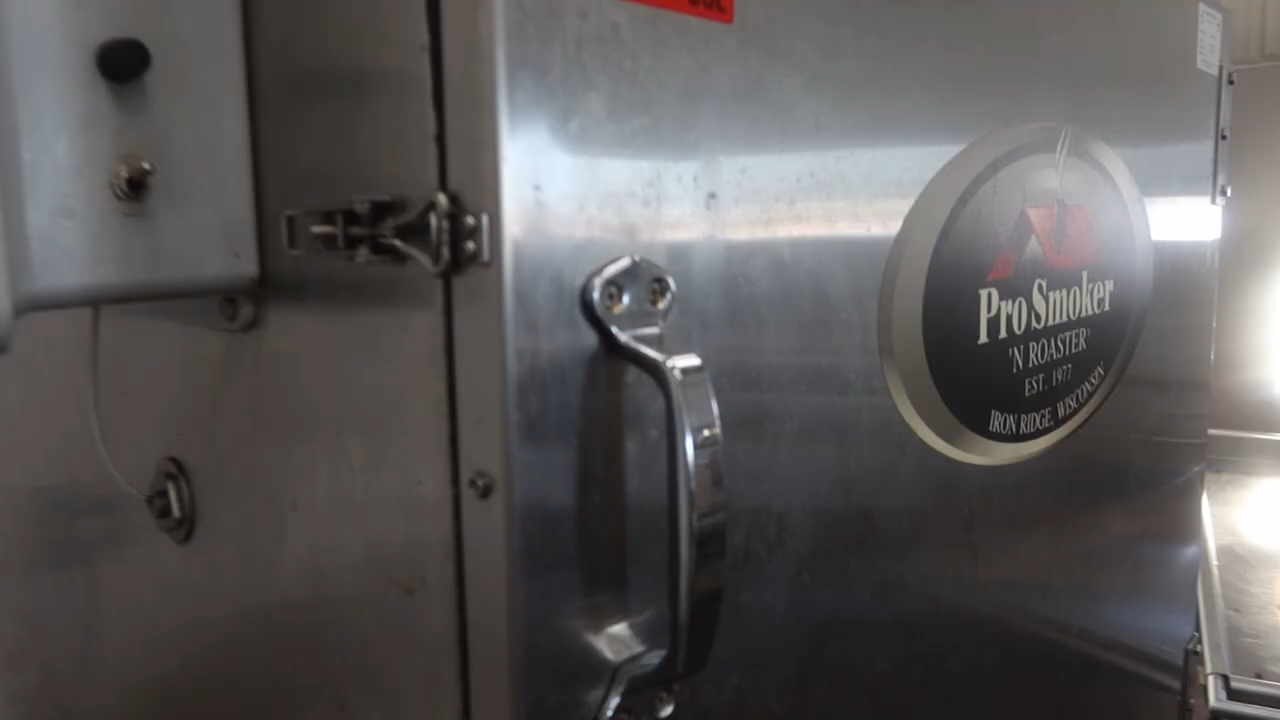 Pro Smoker
'N ROASTER'
EST. 1977
IRON RIDGE, WISCONSIN